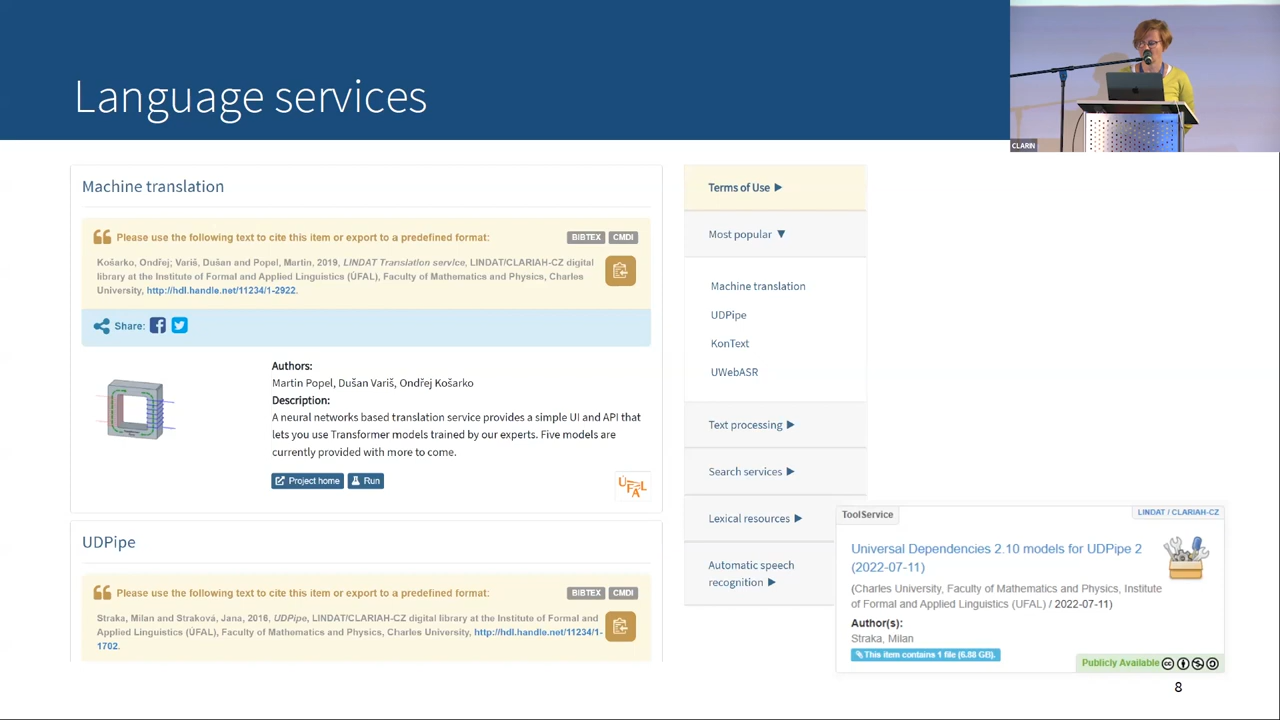 Language services
CLARIN
Machine translation
Please use the following text to cite this item or export to a predefined format:
BIBTEX CMDI
Košarko, Ondřej; Variš, Dušan and Popel, Martin, 2019, LINDAT Translation service, LINDAT/CLARIAH-CZ digital
library at the Institute of Formal and Applied Linguistics (ÚFAL), Faculty of Mathematics and Physics, Charles
University, http://hdl.handle.net/11234/1-2922.
Share:
Authors:
Martin Popel, Dušan Variš, Ondřej Košarko
Description:
A neural networks based translation service provides a simple UI and API that
lets you use Transformer models trained by our experts. Five models are
currently provided with more to come.
Project home Run
ÚFAL
UDPipe
Please use the following text to cite this item or export to a predefined format:
BIBTEX CMDI
Straka, Milan and Straková, Jana, 2016, UDPipe, LINDAT/CLARIAH-CZ digital library at the Institute of Formal and
Applied Linguistics (ÚFAL), Faculty of Mathematics and Physics, Charles University, http://hdl.handle.net/11234/1-
1702.
Terms of Use
Most popular
Machine translation
UDPipe
KonText
UWebASR
Text processing
Search services
Lexical resources
Automatic speech
recognition
ToolService
LINDAT / CLARIAH-CZ
Universal Dependencies 2.10 models for UDPipe 2
(2022-07-11)
(Charles University, Faculty of Mathematics and Physics, Institute
of Formal and Applied Linguistics (UFAL) / 2022-07-11)
Author(s):
Straka, Milan
This item contains 1 file (6.88 GB).
Publicly Available
8